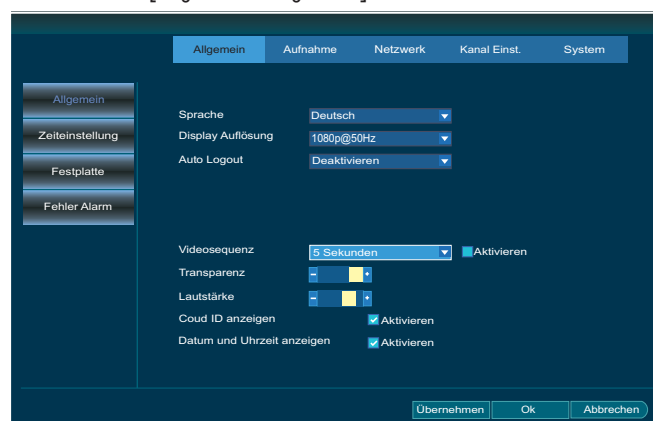 Allgemein Aufnahme Netzwerk Kanal Einst. System
Allgemein
Zeiteinstellung
Festplatte
Fehler Alarm
Sprache Deutsch
Display Auflösung 1080p@50Hz
Auto Logout Deaktivieren
Videosequenz 5 Sekunden Aktivieren
Transparenz - +
Lautstärke - +
Coud ID anzeigen Aktivieren
Datum und Uhrzeit anzeigen Aktivieren
Übernehmen Ok Abbrechen